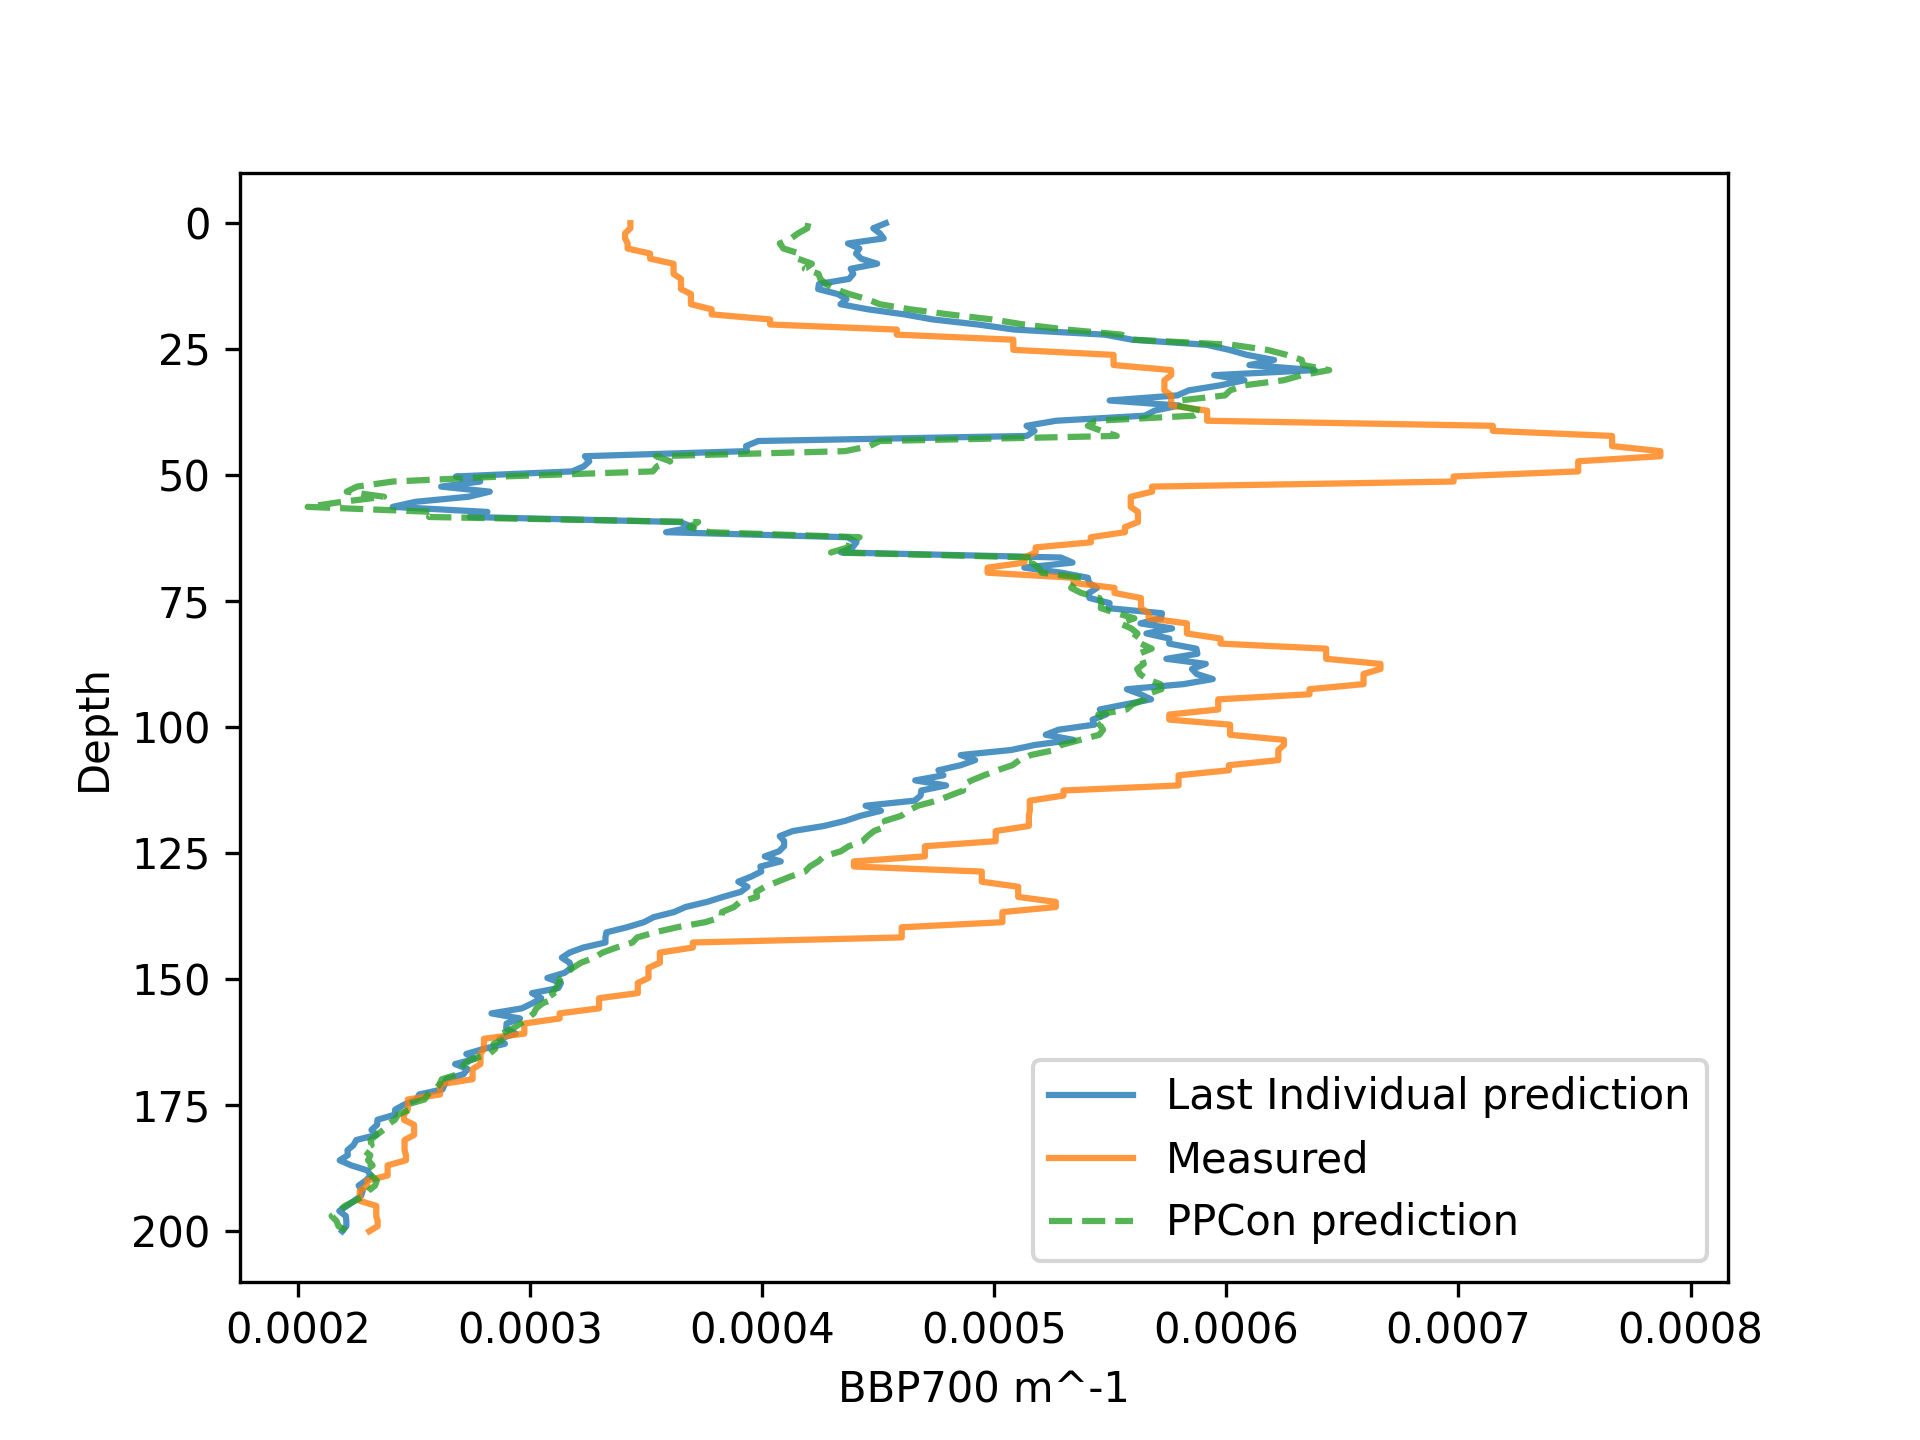 0
25
50
75
100
125
150
175
200
Depth
0.0002 0.0003 0.0004 0.0005 0.0006 0.0007 0.0008
BBP700 m^-1
Last Individual prediction
Measured
PPCon prediction